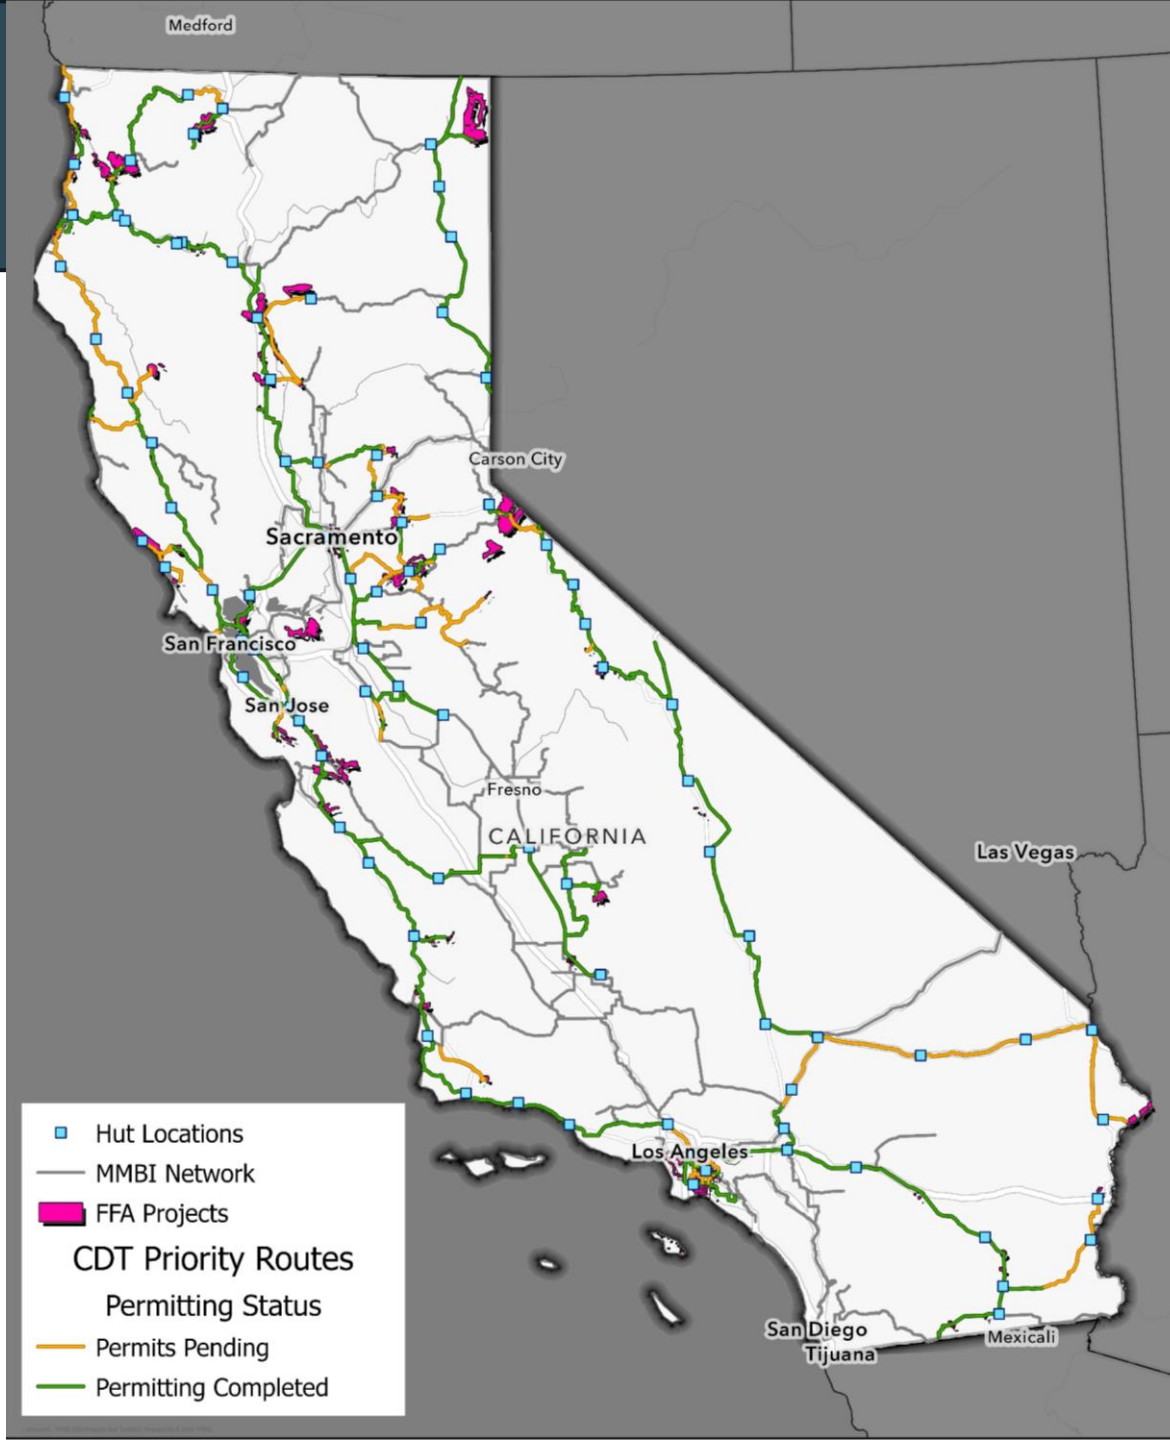 Medford
Carson City
Sacramento
San Francisco
San Jose
Fresno
CALIFORNIA
Las Vegas
Los Angeles
San Diego
Tijuana
Mexicali
Hut Locations
MMBI Network
FFA Projects
CDT Priority Routes
Permitting Status
Permits Pending
Permitting Completed